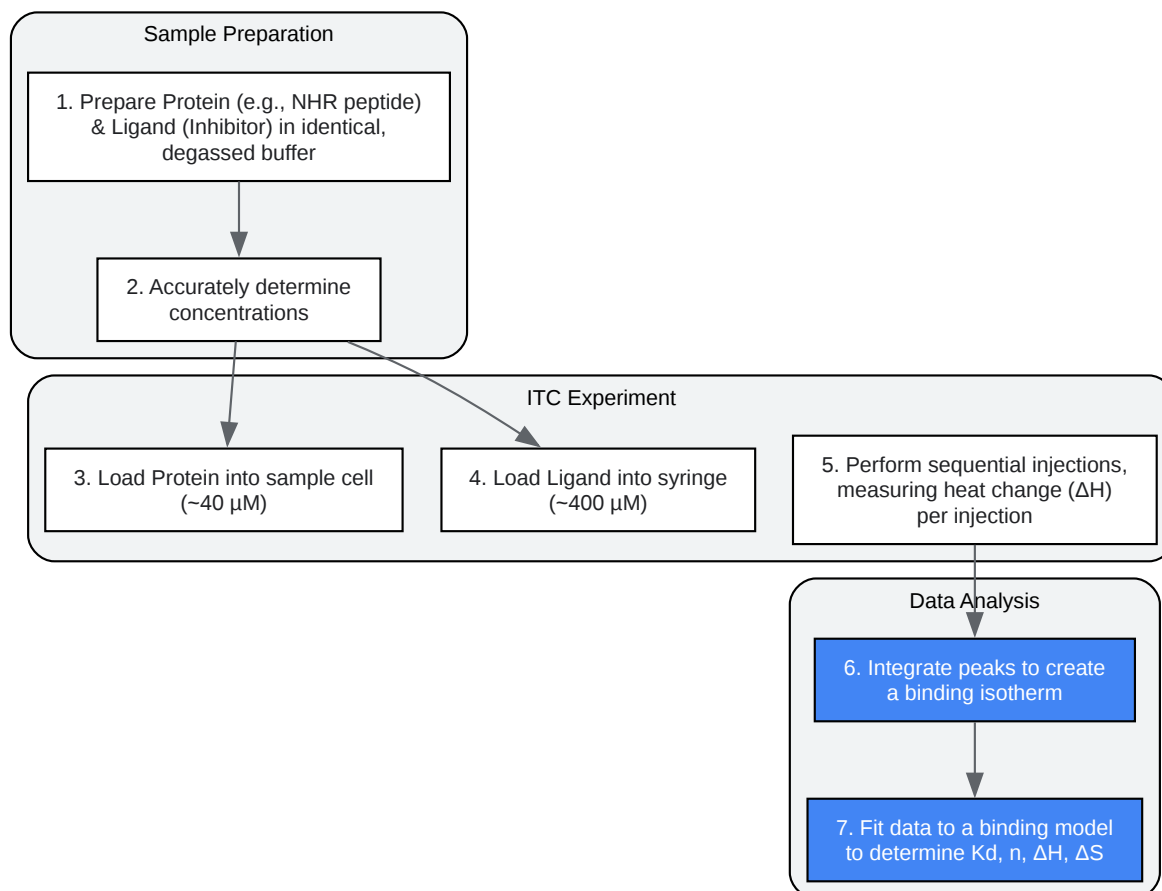 Sample Preparation
1. Prepare Protein (e.g., NHR peptide)
& Ligand (Inhibitor) in identical,
degassed buffer
2. Accurately determine
concentrations
ITC Experiment
3. Load Protein into sample cell
(~40 µM)
4. Load Ligand into syringe
(~400 µM)
5. Perform sequential injections,
measuring heat change (ΔH)
per injection
Data Analysis
6. Integrate peaks to create
a binding isotherm
7. Fit data to a binding model
to determine Kd, n, ΔH, ΔS